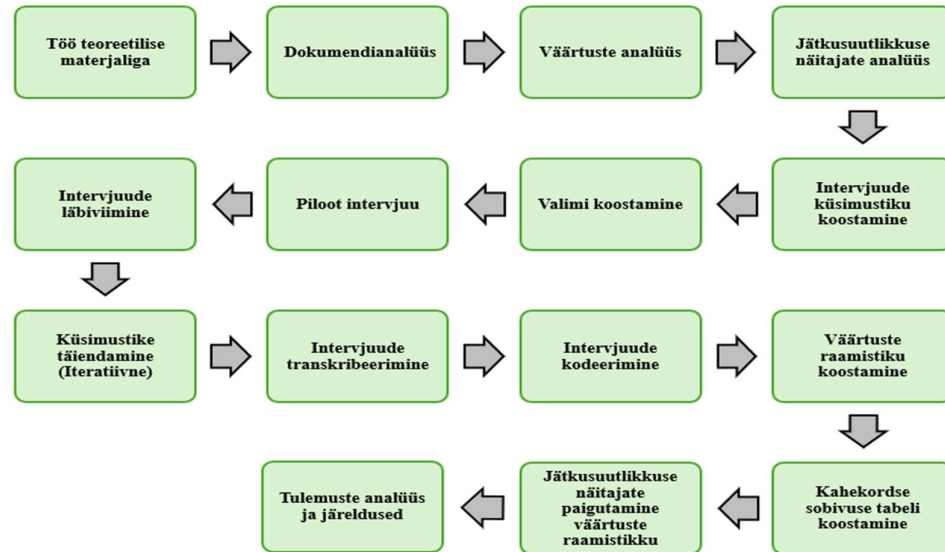 Töö teoreetilise
materjaliga
Dokumendianalüüs
Väärtuste analüüs
Jätkusuutlikkuse
näitajate analüüs
Intervjuude
küsimustiku
koostamine
Valimi koostamine
Piloot intervjuu
Intervjuude
läbiviimine
Küsimustike
täiendamine
(Iteratiivne)
Intervjuude
transkribeerimine
Intervjuude
kodeerimine
Väärtuste
raamistiku
koostamine
Kahekordse
sobivuse tabeli
koostamine
Jätkusuutlikkuse
näitajate
paigutamine
väärtuste
raamistikku
Tulemuste analüüs
ja järeldused